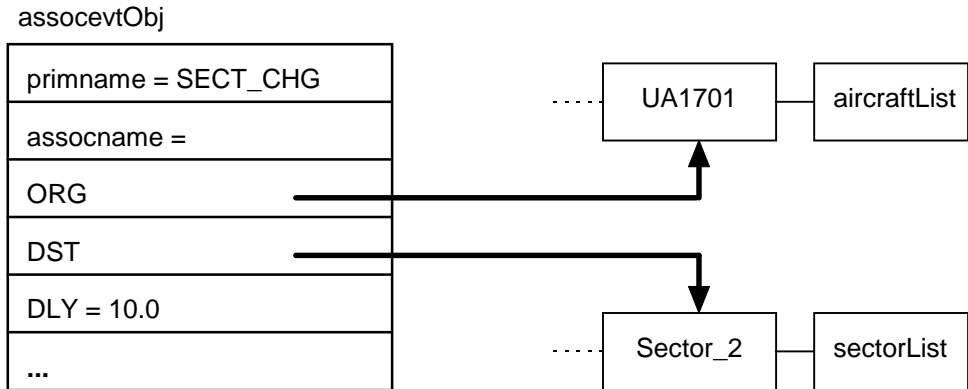 assocevtObj
primname = SECT_CHG
assocname =
ORG
DST
DLY = 10.0
...
UA1701
aircraftList
Sector_2
sectorList